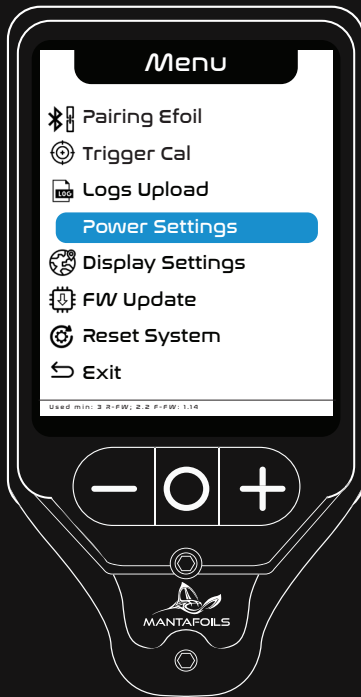 Menu
Pairing Efoil
Trigger Cal
LOG Logs Upload
Power Settings
Display Settings
FW Update
Reset System
Exit
Used min: 3 R-FW; 2.2 F-FW: 1.14
MANTAFOILS